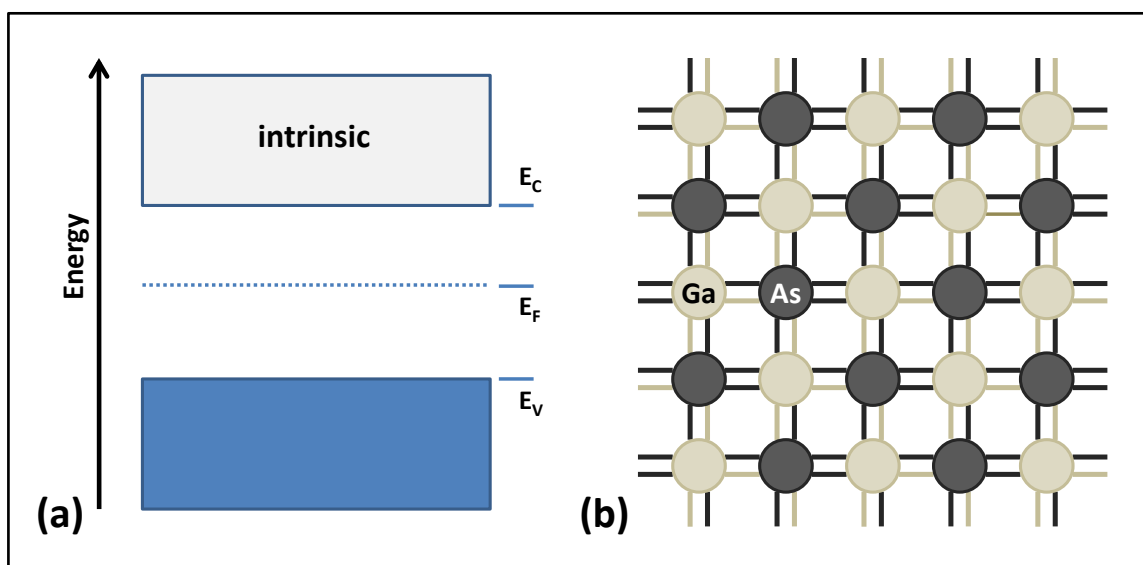 intrinsic
E_C
Energy
E_F
E_V
(a)
Ga
As
(b)